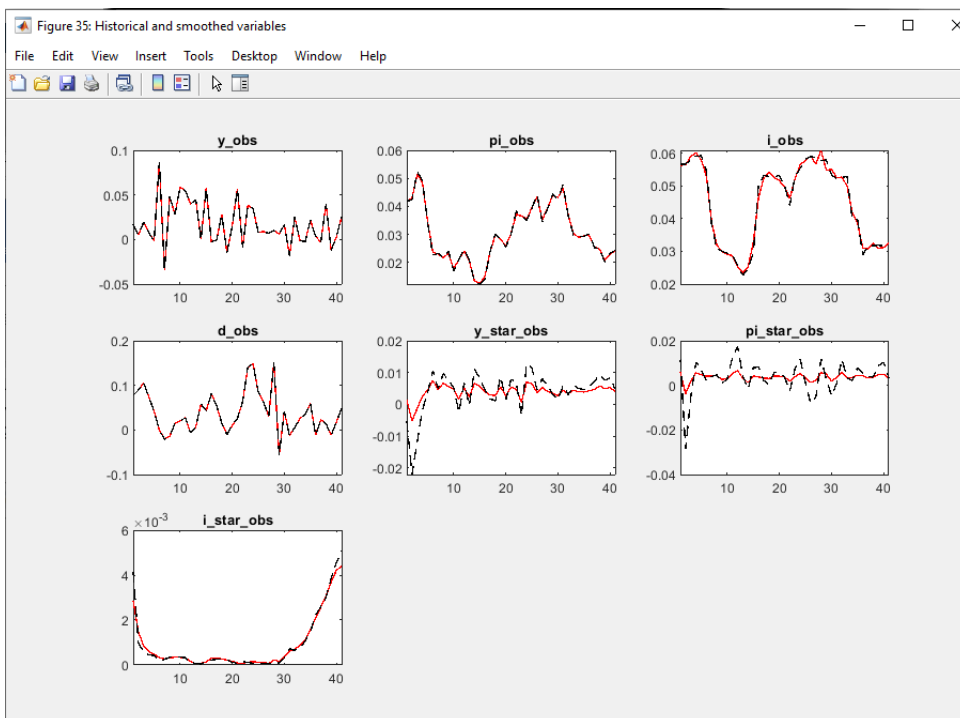 Figure 35: Historical and smoothed variables
File Edit View Insert Tools Desktop Window Help
y_obs
0.1
0.05
0
-0.05
10 20 30 40
pi_obs
0.06
0.05
0.04
0.03
0.02
10 20 30 40
i_obs
0.06
0.05
0.04
0.03
0.02
10 20 30 40
d_obs
0.2
0.1
0
-0.1
10 20 30 40
y_star_obs
0.02
0.01
0
-0.01
-0.02
10 20 30 40
pi_star_obs
0.02
0
-0.02
-0.04
10 20 30 40
i_star_obs
×10-3
6
4
2
0
10 20 30 40